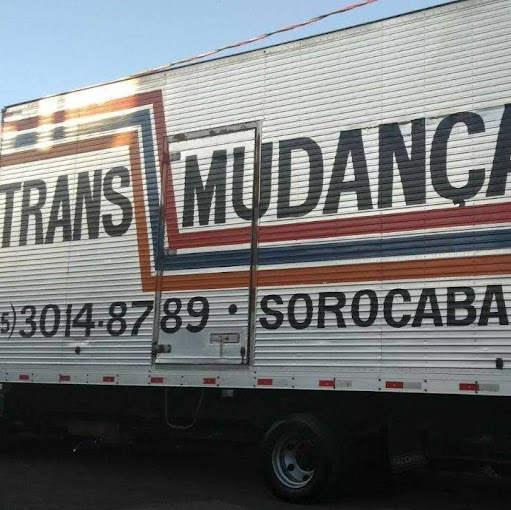 TRANS MUDANÇA
5) 3014-8789 · SOROCABA